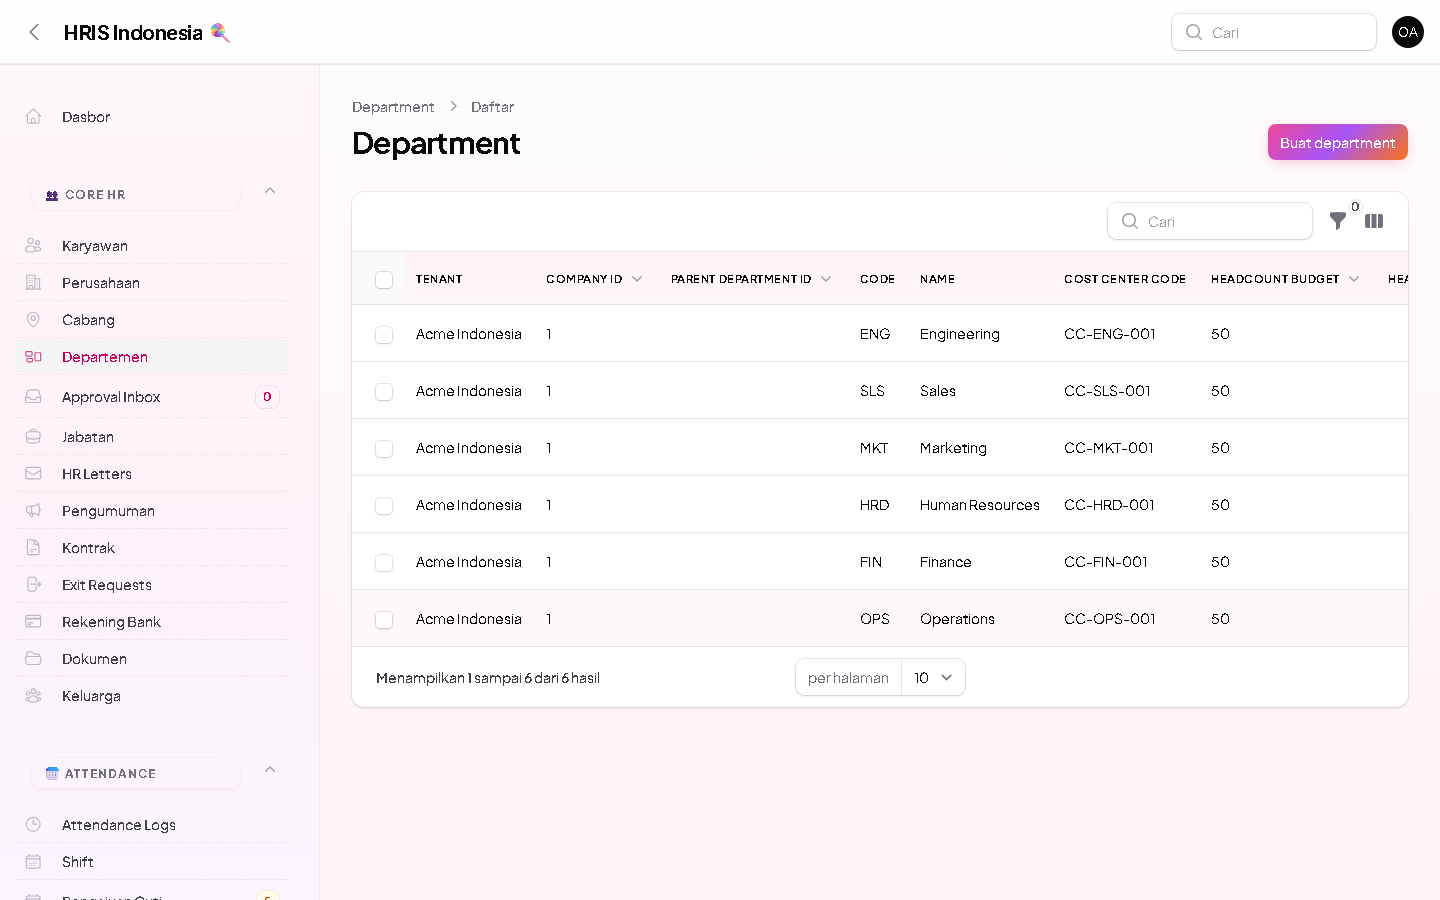 HRIS Indonesia
Cari
OA
Dasbor
CORE HR
Karyawan
Perusahaan
Cabang
Departemen
Approval Inbox 0
Jabatan
HR Letters
Pengumuman
Kontrak
Exit Requests
Rekening Bank
Dokumen
Keluarga
ATTENDANCE
Attendance Logs
Shift
Department > Daftar
Department
Buat department
Cari
0
TENANT COMPANY ID PARENT DEPARTMENT ID CODE NAME COST CENTER CODE HEADCOUNT BUDGET
Acme Indonesia 1 ENG Engineering CC-ENG-001 50
Acme Indonesia 1 SLS Sales CC-SLS-001 50
Acme Indonesia 1 MKT Marketing CC-MKT-001 50
Acme Indonesia 1 HRD Human Resources CC-HRD-001 50
Acme Indonesia 1 FIN Finance CC-FIN-001 50
Acme Indonesia 1 OPS Operations CC-OPS-001 50
Menampilkan 1 sampai 6 dari 6 hasil
per halaman 10